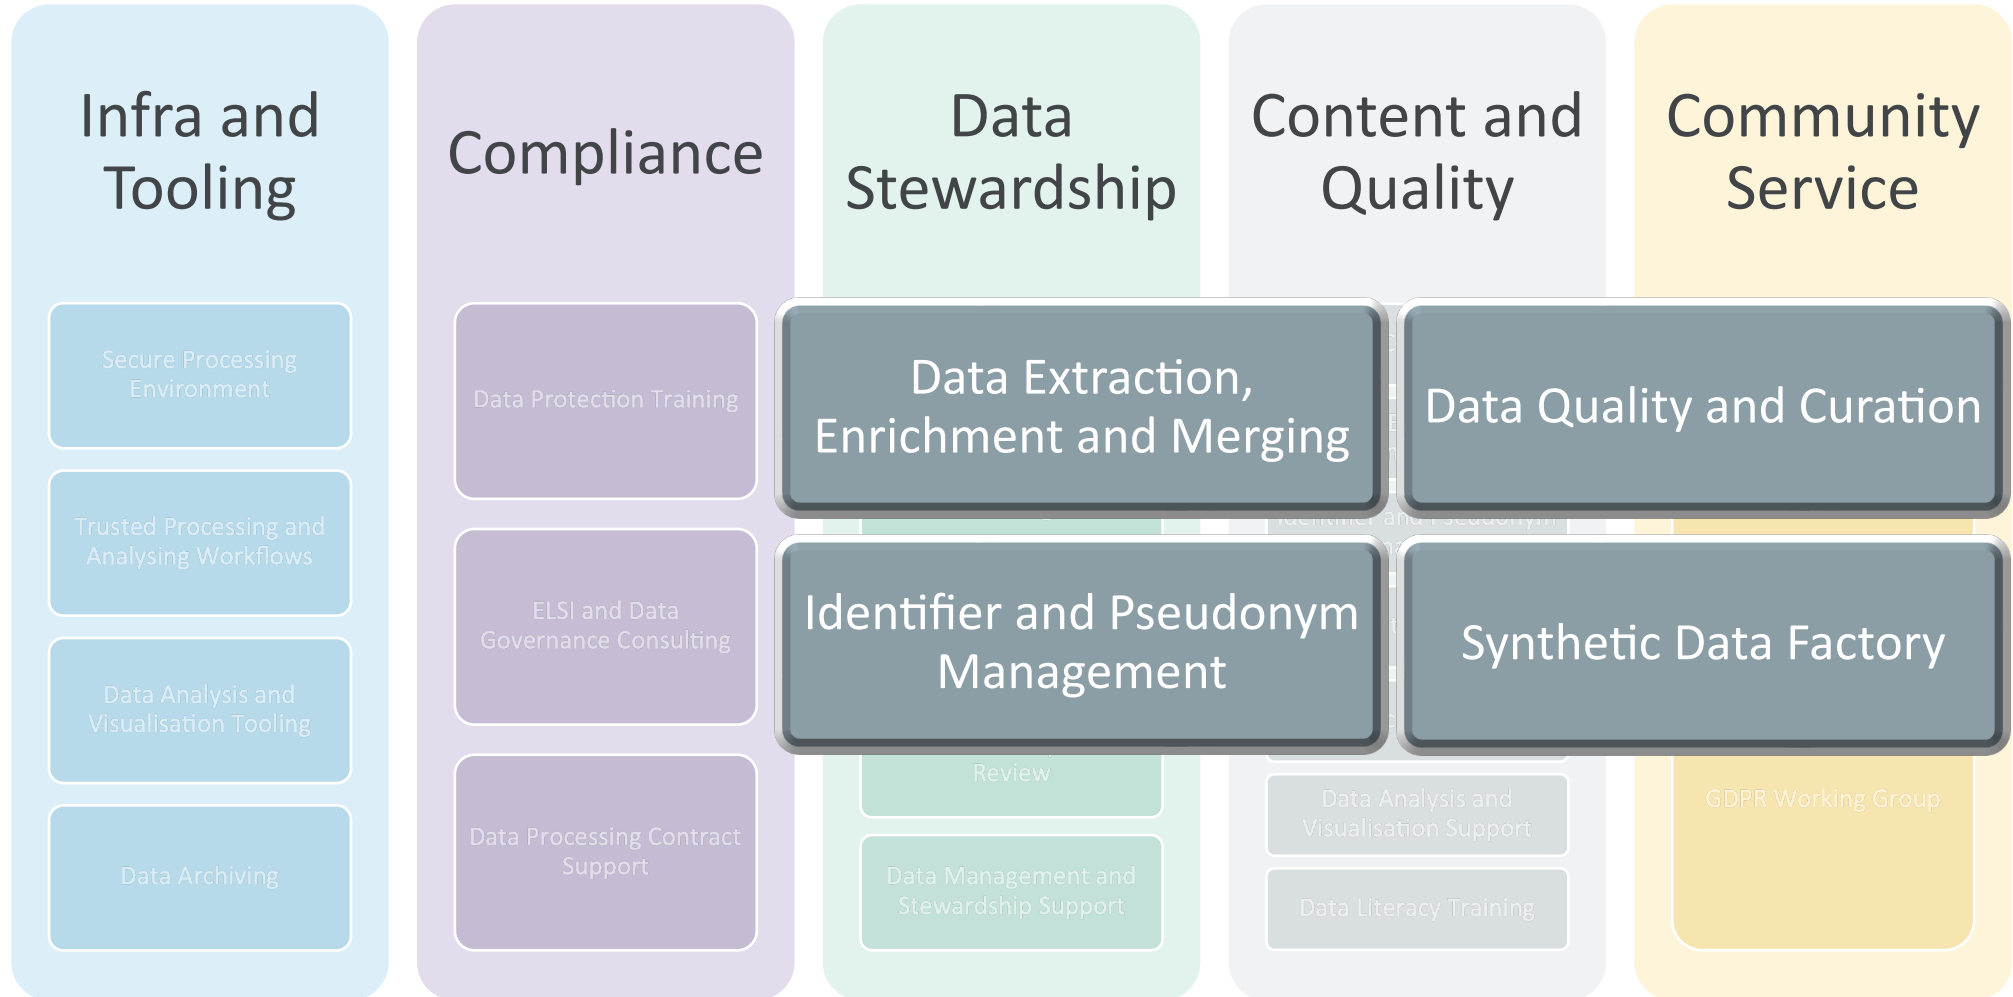 Infra and
Tooling
Secure Processing
Environment
Trusted Processing and
Analysing Workflows
Data Analysis and
Visualisation Tooling
Data Archiving
Compliance
Data Protection Training
ELSI and Data
Governance Consulting
Data Processing Contract
Support
Data
Stewardship
Review
Data Management and
Stewardship Support
Content and
Quality
Identifier and Pseudonym
Data Analysis and
Visualisation Support
Data Literacy Training
Community
Service
GDPR Working Group
Data Extraction,
Enrichment and Merging
Data Quality and Curation
Identifier and Pseudonym
Management
Synthetic Data Factory